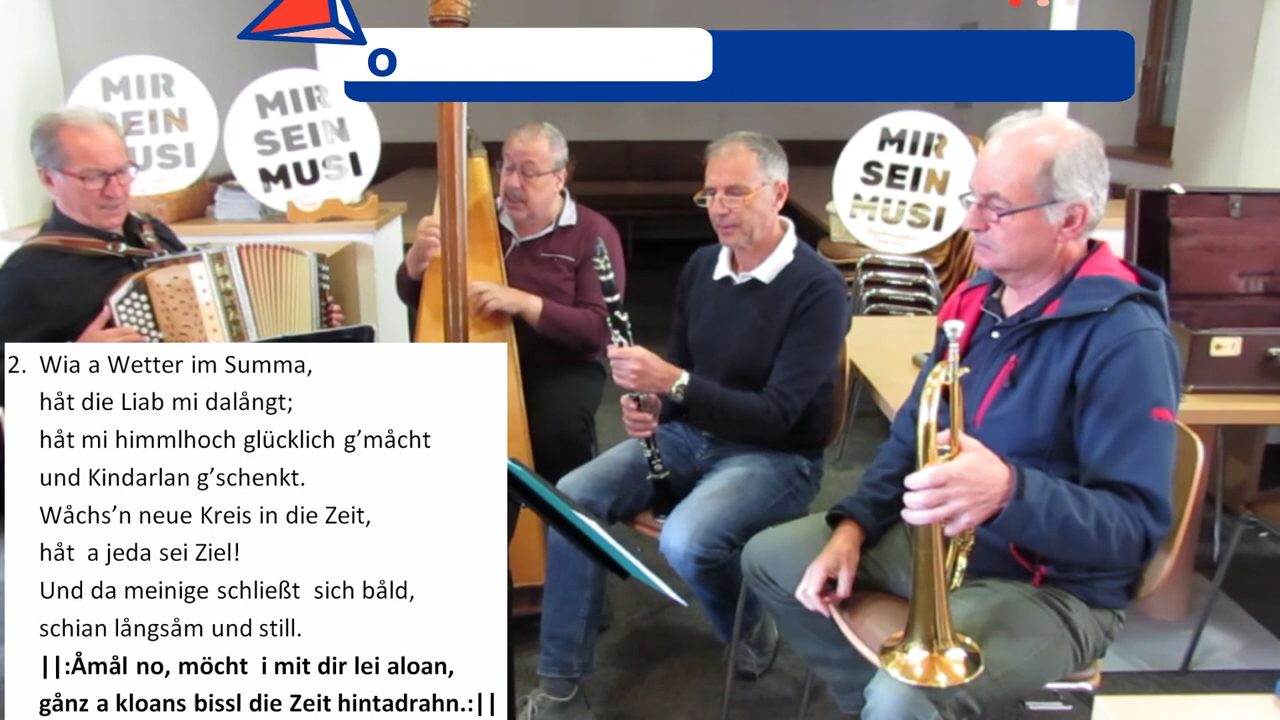 o
MIR
SEIN
MUSI
MIR
SEIN
MUSI
MIR
SEIN
MUSI
2. Wia a Wetter im Summa,
håt die Liab mi dalångt;
håt mi himmlhoch glücklich g’måcht
und Kindarlan g’schenkt.
Wåchs’n neue Kreis in die Zeit,
håt a jeda sei Ziel!
Und da meinige schließt sich båld,
schian långsåm und still.
||:Åmål no, möcht i mit dir lei aloan,
gånz a kloans bissl die Zeit hintadrahn.:||